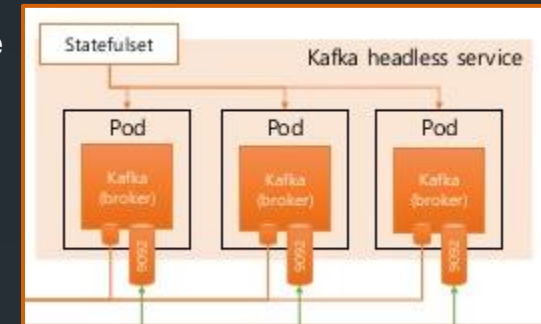 e
Statefulset
Kafka headless service
Pod
Pod
Pod
Kafka
(broker)
Kafka
(broker)
Kafka
(broker)
9092
9092
9092